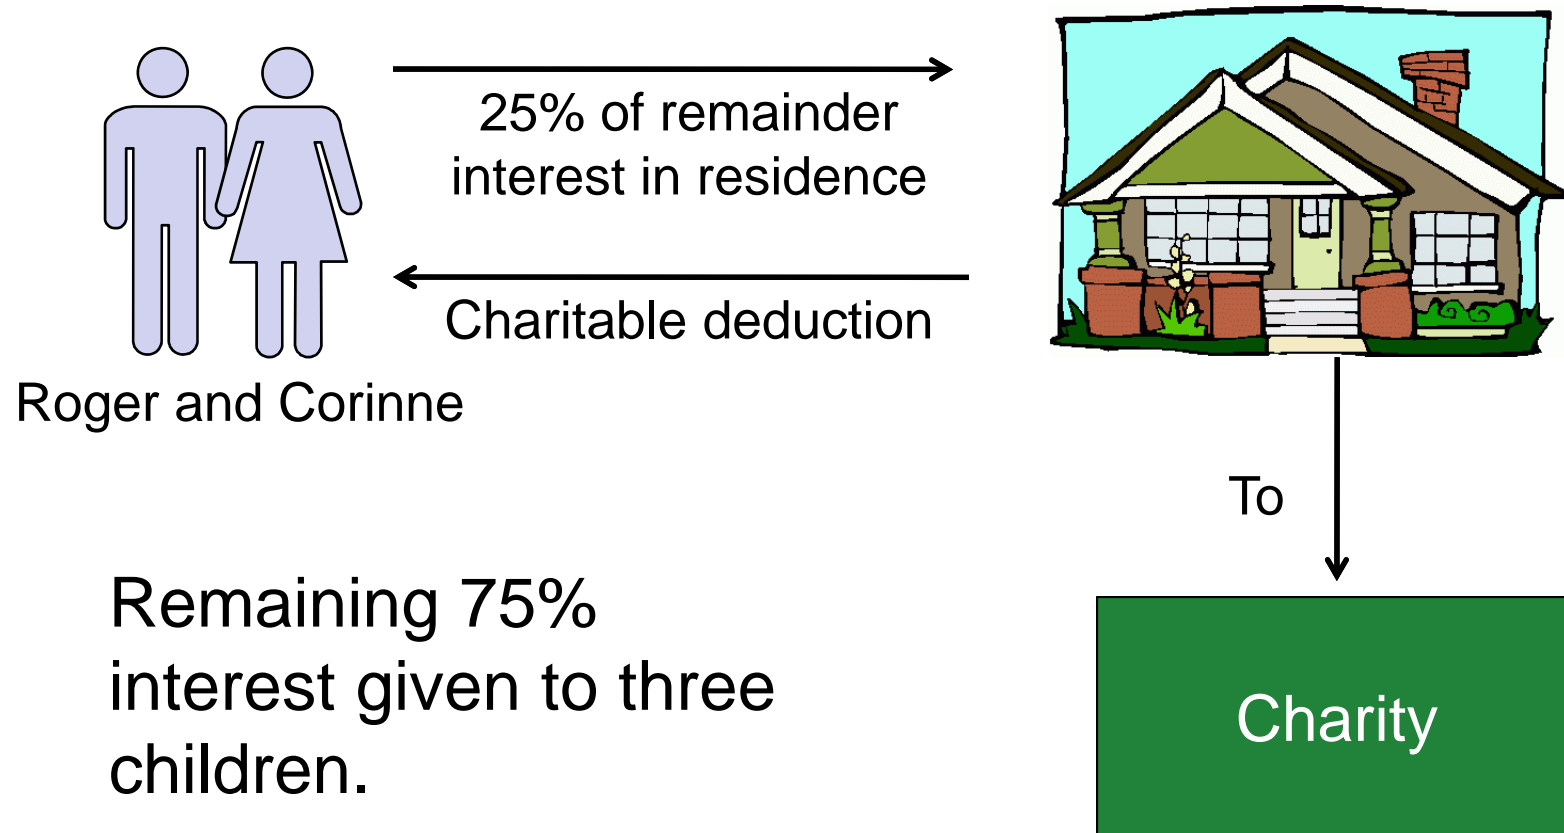 25% of remainder
interest in residence
Charitable deduction
Roger and Corinne
To
Remaining 75%
interest given to three
children.
Charity